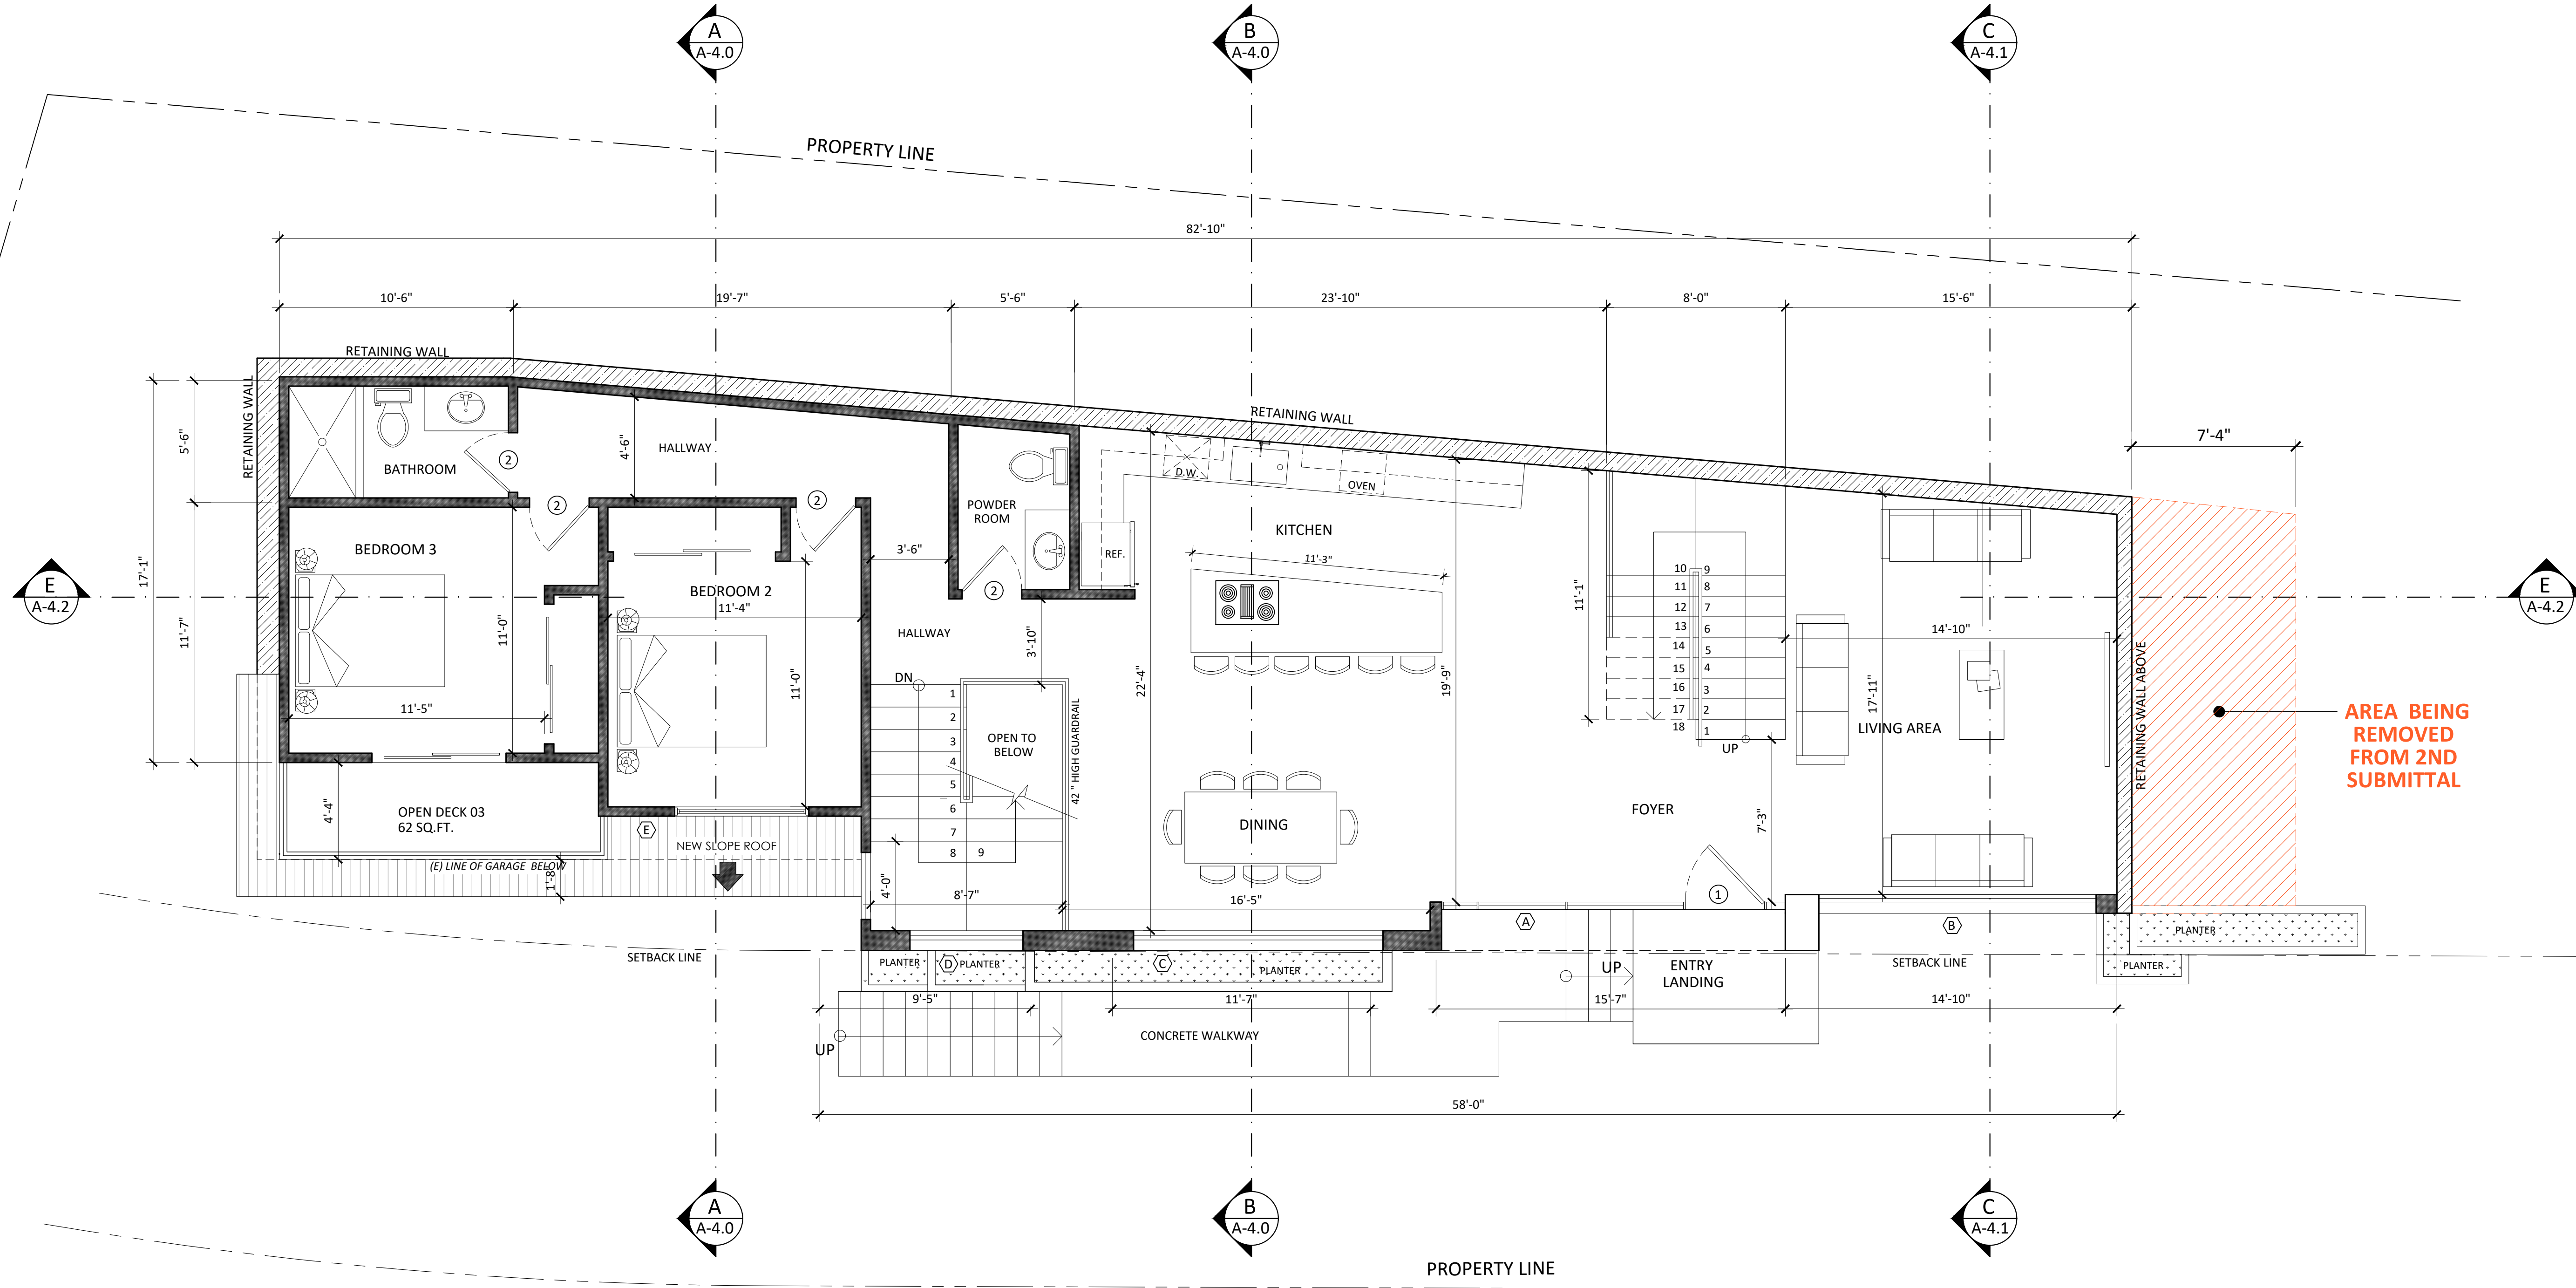 A
A-4.0
B
A-4.0
C
A-4.1
PROPERTY LINE
82'-10"
10'-6"
19'-7"
5'-6"
23'-10"
8'-0"
15'-6"
7'-4"
RETAINING WALL
RETAINING WALL
RETAINING WALL
RETAINING WALL ABOVE
17'-1"
5'-6"
11'-7"
BATHROOM
2
4'-6"
HALLWAY
2
2
BEDROOM 3
11'-0"
11'-5"
BEDROOM 2
11'-4"
11'-0"
3'-6"
POWDER
ROOM
2
HALLWAY
3'-10"
D.W.
OVEN
REF.
KITCHEN
11'-3"
22'-4"
19'-9"
11'-1"
10 9
11 8
12 7
13 6
14 5
15 4
16 3
17 2
18 1
UP
14'-10"
17'-11"
LIVING AREA
E
A-4.2
E
A-4.2
AREA BEING
REMOVED
FROM 2ND
SUBMITTAL
DN
1
2
3
4
5
6
7
8 9
OPEN TO
BELOW
42 " HIGH GUARDRAIL
4'-0"
8'-7"
16'-5"
DINING
FOYER
7'-3"
1
4'-4"
OPEN DECK 03
62 SQ.FT.
(E) LINE OF GARAGE BELOW
1'-8"
E
NEW SLOPE ROOF
A
B
SETBACK LINE
PLANTER
D
PLANTER
C
PLANTER
UP
ENTRY
LANDING
SETBACK LINE
PLANTER
PLANTER
9'-5"
11'-7"
15'-7"
14'-10"
UP
CONCRETE WALKWAY
58'-0"
A
A-4.0
B
A-4.0
C
A-4.1
PROPERTY LINE